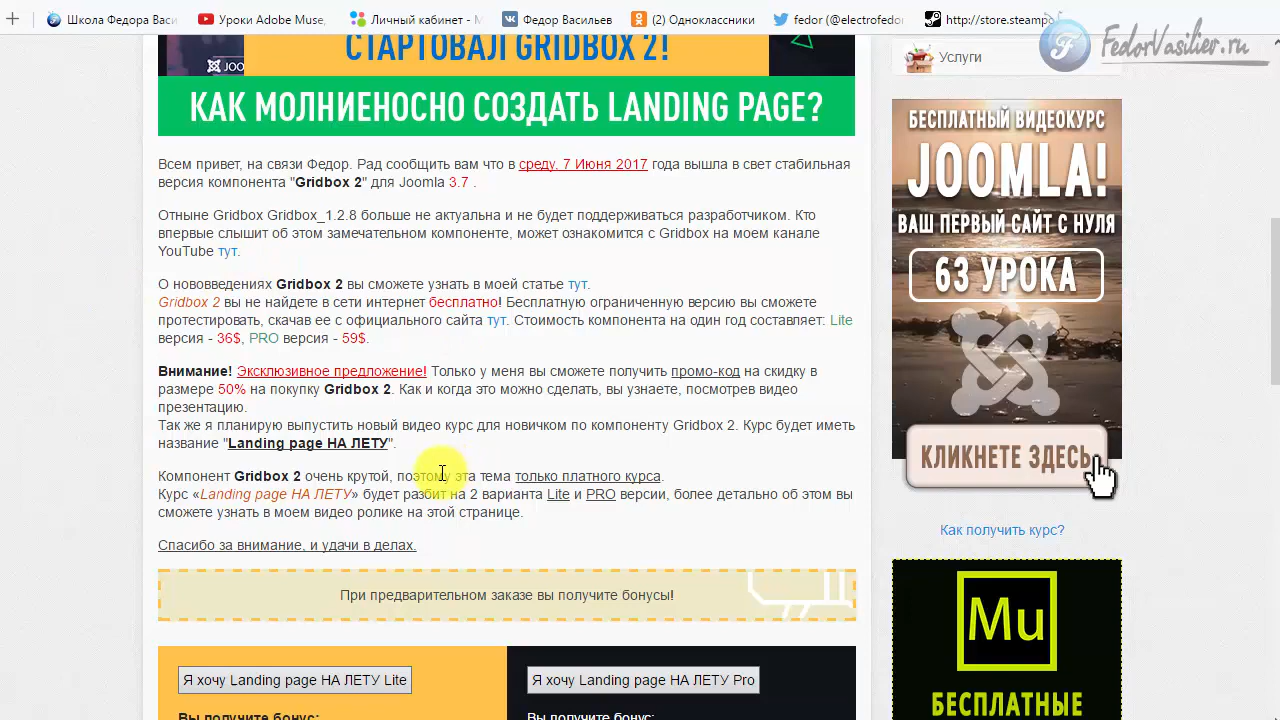 Школа Федора Васи
Уроки Adobe Muse,
Личный кабинет - М
Федор Васильев
(2) Одноклассники
fedor (@electrofedor
http://store.steampo
FedorVasiliev.ru
Услуги
СТАРТОВАЛ GRIDBOX 2!
JOO
КАК МОЛНИЕНОСНО СОЗДАТЬ LANDING PAGE?
Всем привет, на связи Федор. Рад сообщить вам что в среду, 7 Июня 2017 года вышла в свет стабильная
версия компонента "Gridbox 2" для Joomla 3.7 .
Отныне Gridbox Gridbox_1.2.8 больше не актуальна и не будет поддерживаться разработчиком. Кто
впервые слышит об этом замечательном компоненте, может ознакомится с Gridbox на моем канале
YouTube тут.
О нововведениях Gridbox 2 вы сможете узнать в моей статье тут.
Gridbox 2 вы не найдете в сети интернет бесплатно! Бесплатную ограниченную версию вы сможете
протестировать, скачав ее с официального сайта тут. Стоимость компонента на один год составляет: Lite
версия - 36$, PRO версия - 59$.
Внимание! Эксклюзивное предложение! Только у меня вы сможете получить промо-код на скидку в
размере 50% на покупку Gridbox 2. Как и когда это можно сделать, вы узнаете, посмотрев видео
презентацию.
Так же я планирую выпустить новый видео курс для новичком по компоненту Gridbox 2. Курс будет иметь
название "Landing page НА ЛЕТУ".
Компонент Gridbox 2 очень крутой, поэтому эта тема только платного курса.
Курс «Landing page НА ЛЕТУ» будет разбит на 2 варианта Lite и PRO версии, более детально об этом вы
сможете узнать в моем видео ролике на этой странице.
Спасибо за внимание, и удачи в делах.
При предварительном заказе вы получите бонусы!
Я хочу Landing page НА ЛЕТУ Lite
Вы получите бонус:
Я хочу Landing page НА ЛЕТУ Pro
Вы получите бонус:
БЕСПЛАТНЫЙ ВИДЕОКУРС
JOOMLA!
ВАШ ПЕРВЫЙ САЙТ С НУЛЯ
63 УРОКА
КЛИКНЕТЕ ЗДЕСЬ
Как получить курс?
Mu
БЕСПЛАТНЫЕ